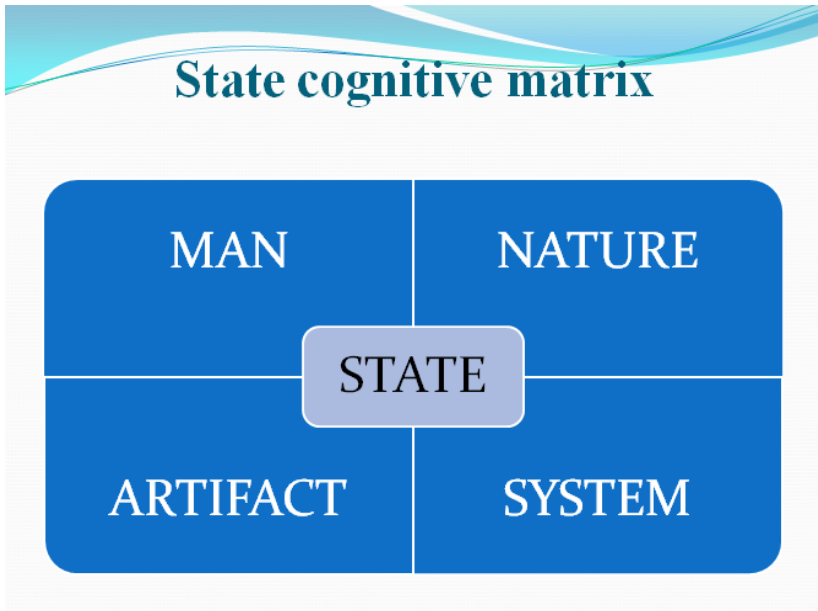 State cognitive matrix
MAN
NATURE
STATE
ARTIFACT
SYSTEM